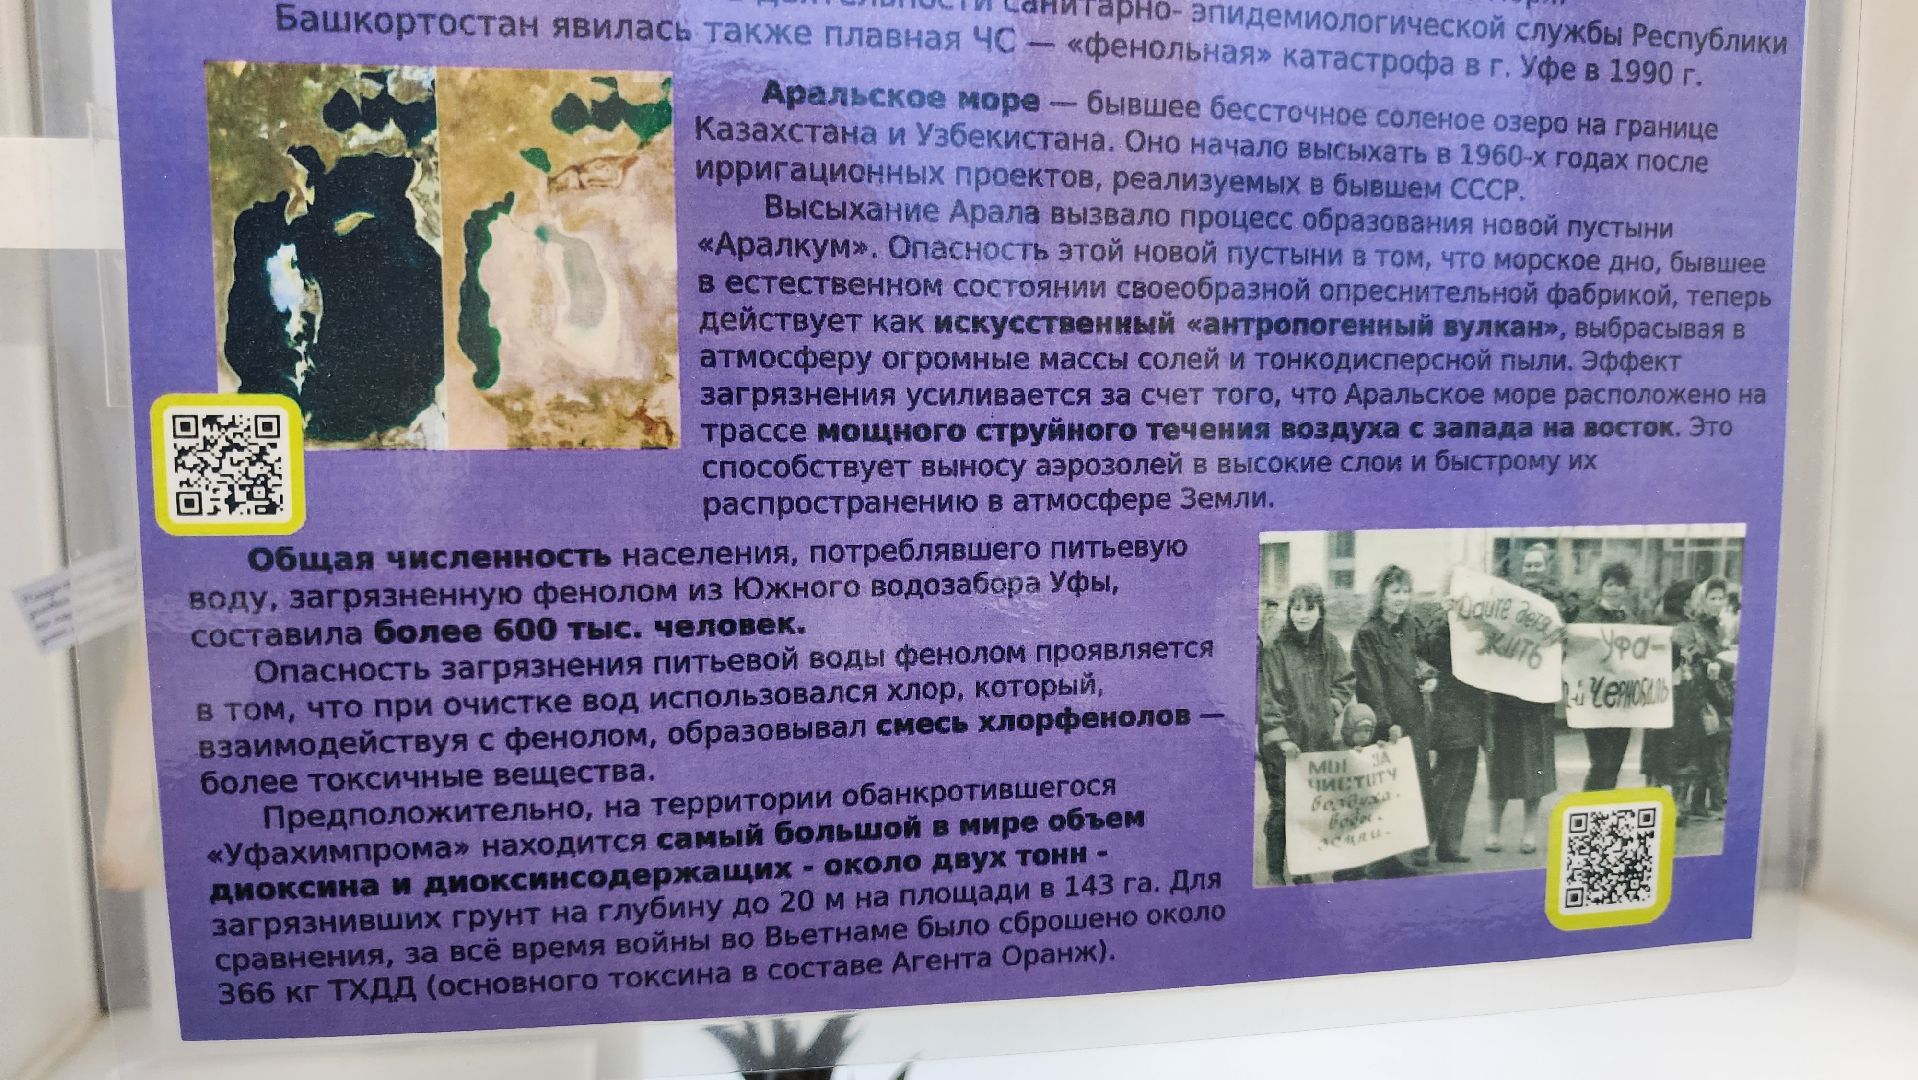 деятельности санитарно- эпидемиологической службы Республики
Башкортостан явилась также плавная ЧС — «фенольная» катастрофа в г. Уфе в 1990 г.
Аральское море — бывшее бессточное соленое озеро на границе
Казахстана и Узбекистана. Оно начало высыхать в 1960-х годах после
ирригационных проектов, реализуемых в бывшем СССР.
Высыхание Арала вызвало процесс образования новой пустыни
«Аралкум». Опасность этой новой пустыни в том, что морское дно, бывшее
в естественном состоянии своеобразной опреснительной фабрикой, теперь
действует как искусственный «антропогенный вулкан», выбрасывая в
атмосферу огромные массы солей и тонкодисперсной пыли. Эффект
загрязнения усиливается за счет того, что Аральское море расположено на
трассе мощного струйного течения воздуха с запада на восток. Это
способствует выносу аэрозолей в высокие слои и быстрому их
распространению в атмосфере Земли.
Общая численность населения, потреблявшего питьевую
воду, загрязненную фенолом из Южного водозабора Уфы,
составила более 600 тыс. человек.
Опасность загрязнения питьевой воды фенолом проявляется
в том, что при очистке вод использовался хлор, который,
взаимодействуя с фенолом, образовывал смесь хлорфенолов —
более токсичные вещества.
Предположительно, на территории обанкротившегося
«Уфахимпрома» находится самый большой в мире объем
диоксина и диоксинсодержащих - около двух тонн -
загрязнивших грунт на глубину до 20 м на площади в 143 га. Для
сравнения, за всё время войны во Вьетнаме было сброшено около
366 кг ТХДД (основного токсина в составе Агента Оранж).
Дайте детям
жить
Уфа-
2-й Чернобиль
МЫ ЗА
ЧИСТОТУ
воздуха.
воды.
земли.